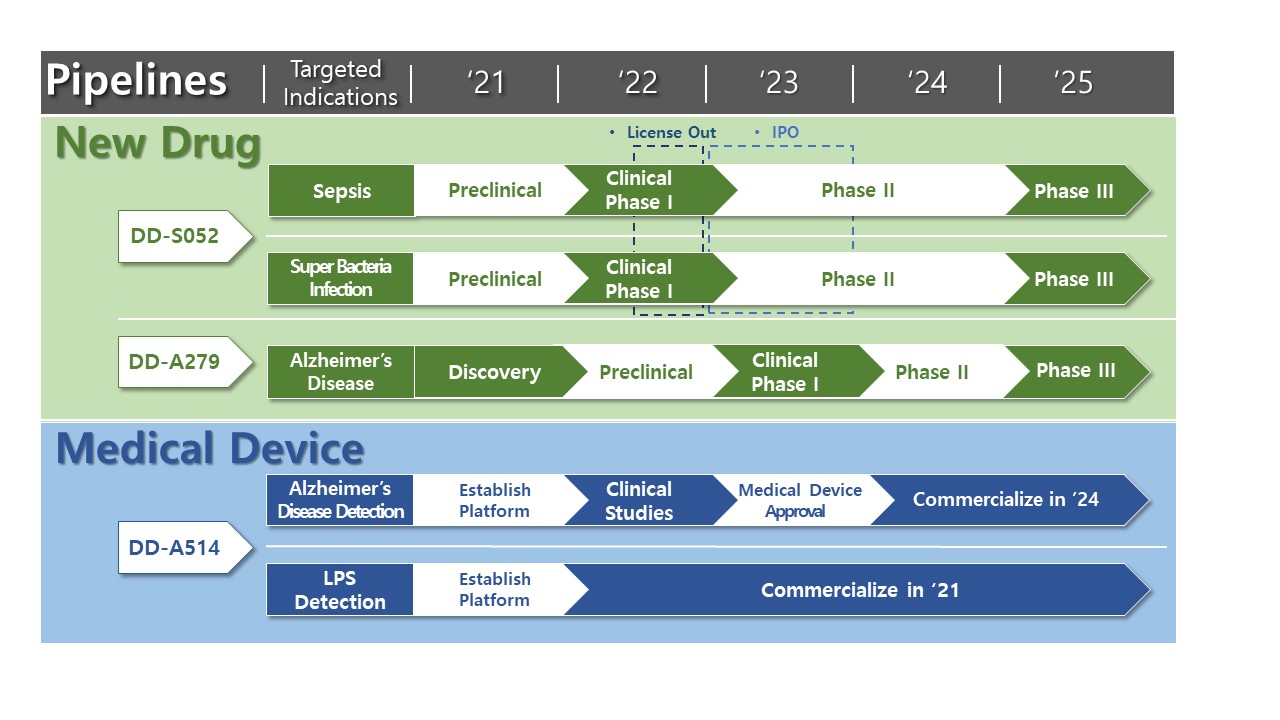 Pipelines
Targeted
Indications
‘21
‘22
‘23
‘24
‘25
New Drug
• License Out
• IPO
DD-S052
Sepsis
Preclinical
Clinical
Phase I
Phase II
Phase III
Super Bacteria
Infection
Preclinical
Clinical
Phase I
Phase II
Phase III
DD-A279
Alzheimer’s
Disease
Discovery
Preclinical
Clinical
Phase I
Phase II
Phase III
Medical Device
DD-A514
Alzheimer’s
Disease Detection
Establish
Platform
Clinical
Studies
Medical Device
Approval
Commercialize in ’24
LPS
Detection
Establish
Platform
Commercialize in ‘21